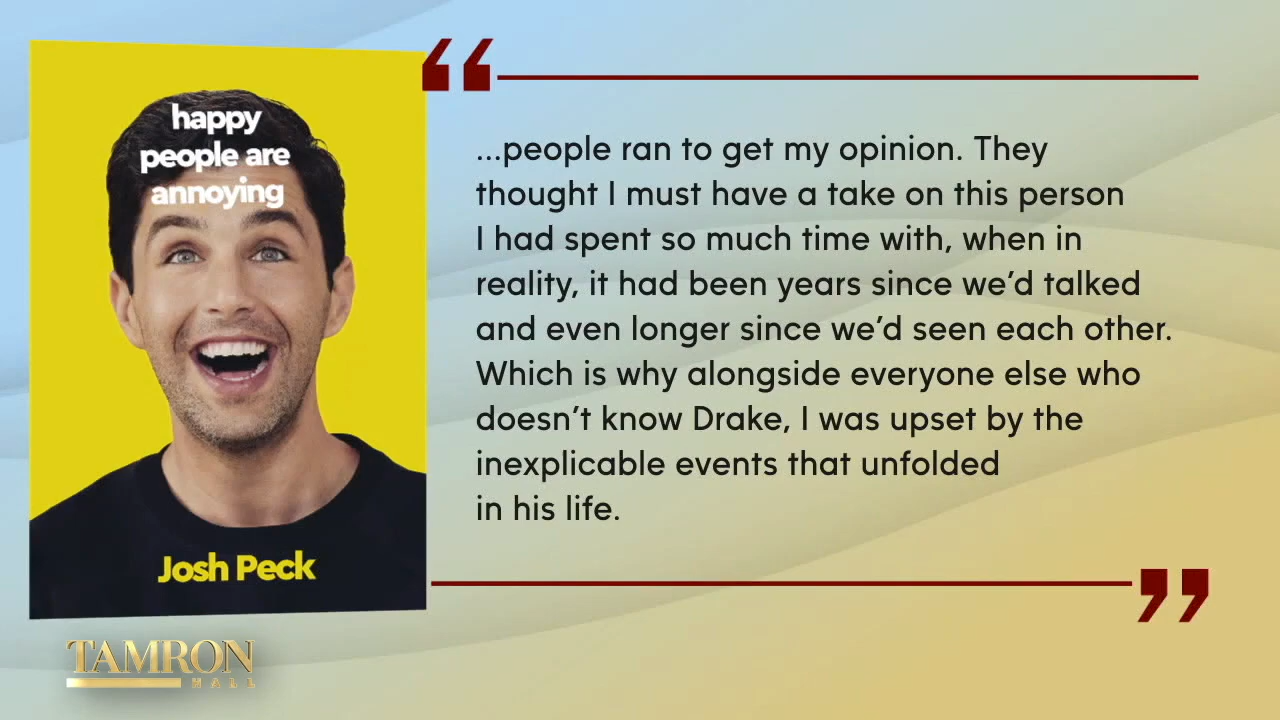 happy
people are
annoying
Josh Peck
“
...people ran to get my opinion. They
thought I must have a take on this person
I had spent so much time with, when in
reality, it had been years since we’d talked
and even longer since we’d seen each other.
Which is why alongside everyone else who
doesn’t know Drake, I was upset by the
inexplicable events that unfolded
in his life.
”
TAMRON
HALL